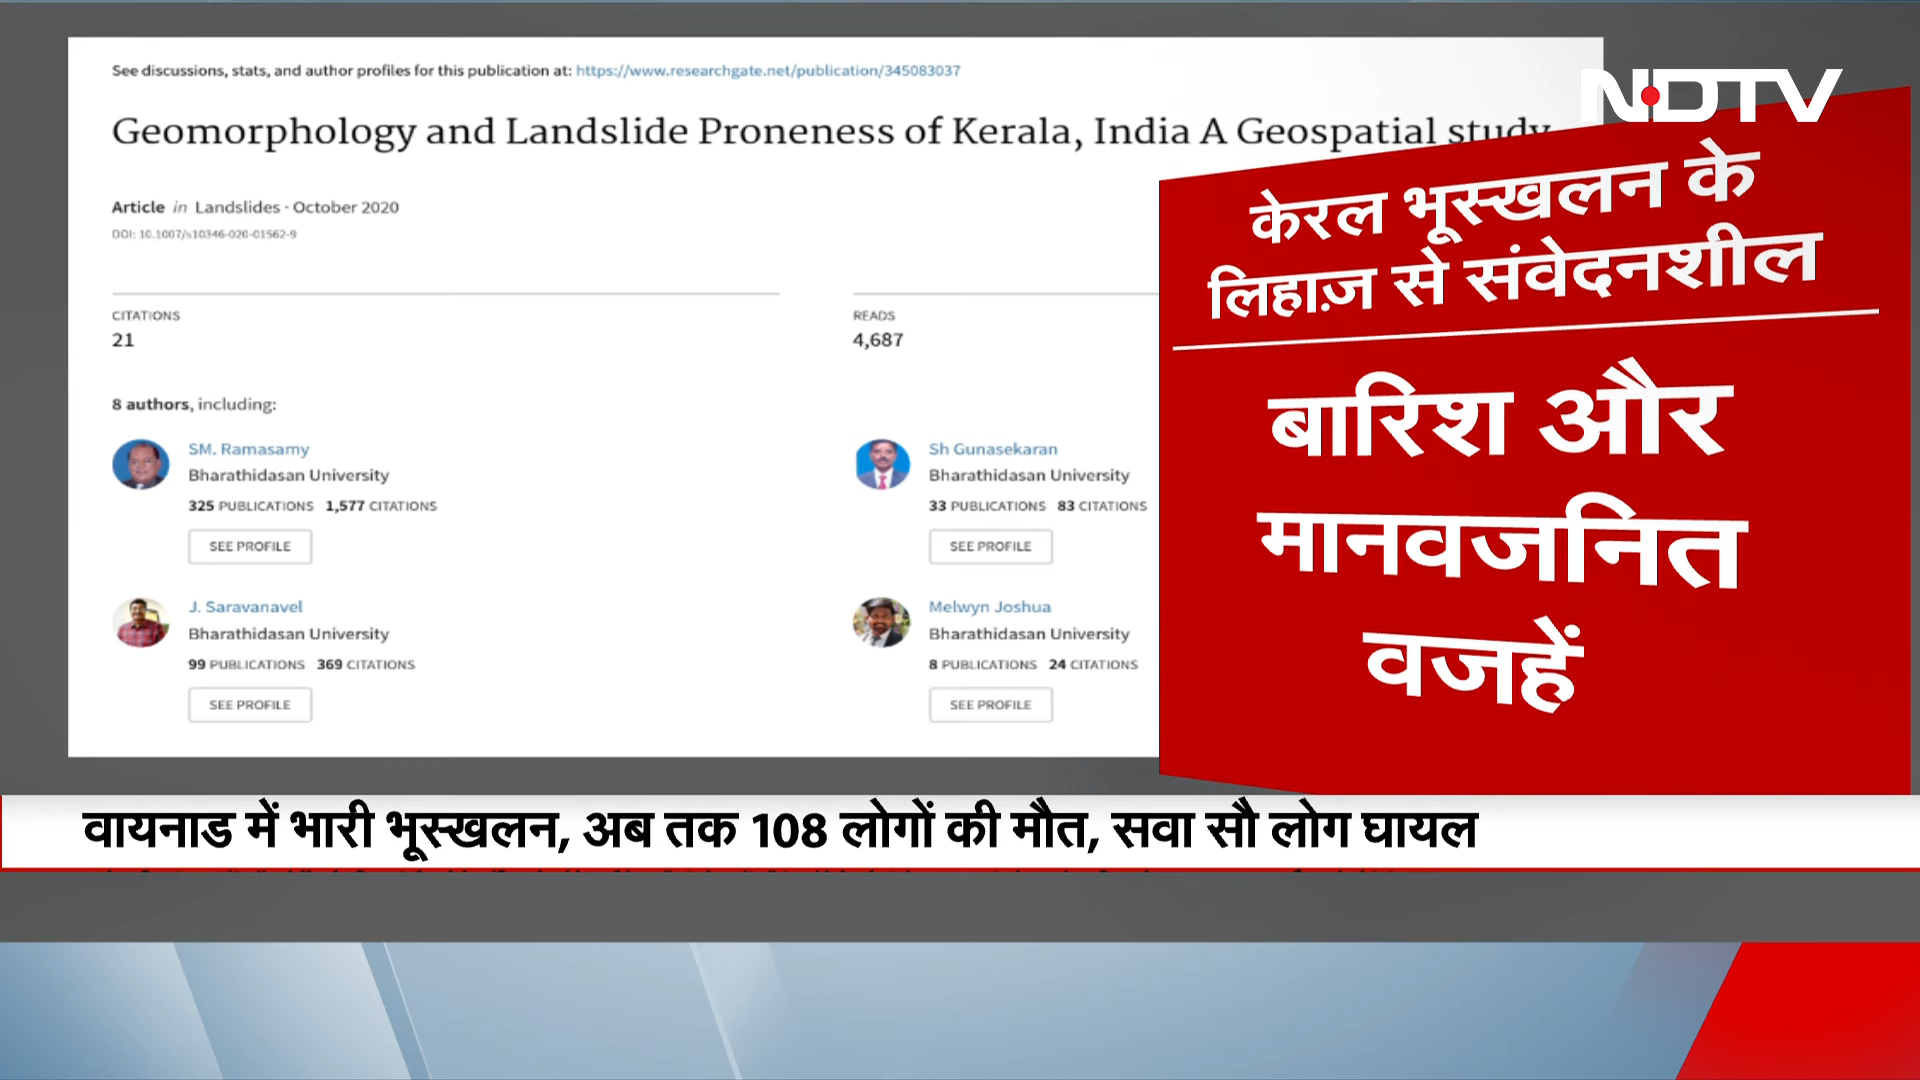 See discussions, stats, and author profiles for this publication at: https://www.researchgate.net/publication/345083037
Geomorphology and Landslide Proneness of Kerala, India A Geospatial study
Article in Landslides · October 2020
DOI: 10.1007/s10346-020-01562-9
CITATIONS
21
READS
4,687
8 authors, including:
SM. Ramasamy
Bharathidasan University
325 PUBLICATIONS 1,577 CITATIONS
SEE PROFILE
Sh Gunasekaran
Bharathidasan University
33 PUBLICATIONS 83 CITATIONS
SEE PROFILE
J. Saravanavel
Bharathidasan University
99 PUBLICATIONS 369 CITATIONS
SEE PROFILE
Melwyn Joshua
Bharathidasan University
8 PUBLICATIONS 24 CITATIONS
SEE PROFILE
NDTV
केरल भूस्खलन के
लिहाज़ से संवेदनशील
बारिश और
मानवजनित
वजहें
वायनाड में भारी भूस्खलन, अब तक 108 लोगों की मौत, सवा सौ लोग घायल